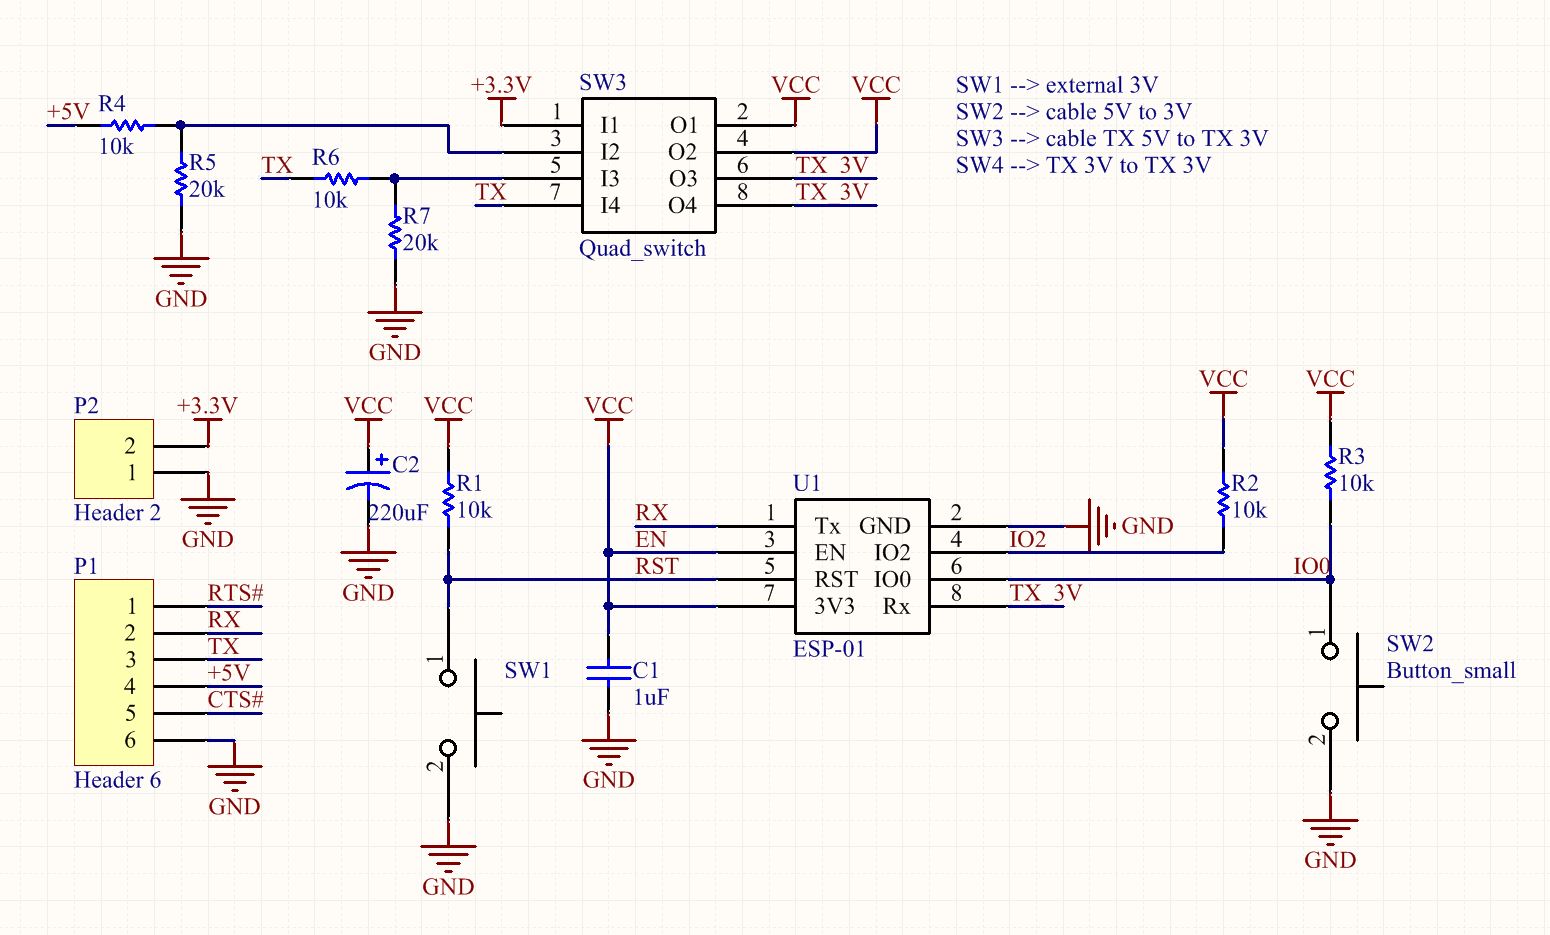 +5V
R4
10k
R5
20k
GND
TX
R6
10k
R7
20k
GND
+3.3V
SW3
VCC
VCC
1
I1
O1
2
3
I2
O2
4
5
I3
O3
6
TX_3V
TX
7
I4
O4
8
TX_3V
Quad_switch
SW1 --> external 3V
SW2 --> cable 5V to 3V
SW3 --> cable TX 5V to TX 3V
SW4 --> TX 3V to TX 3V
P2
+3.3V
2
1
Header 2
GND
P1
1
RTS#
2
RX
3
TX
4
+5V
5
CTS#
6
Header 6
GND
VCC
C2
220uF
GND
VCC
R1
10k
1
SW1
2
GND
VCC
C1
1uF
GND
U1
RX
1
Tx
GND
2
GND
EN
3
EN
IO2
4
IO2
RST
5
RST
IO0
6
IO0
7
3V3
Rx
8
TX_3V
ESP-01
VCC
R2
10k
VCC
R3
10k
1
SW2
Button_small
2
GND